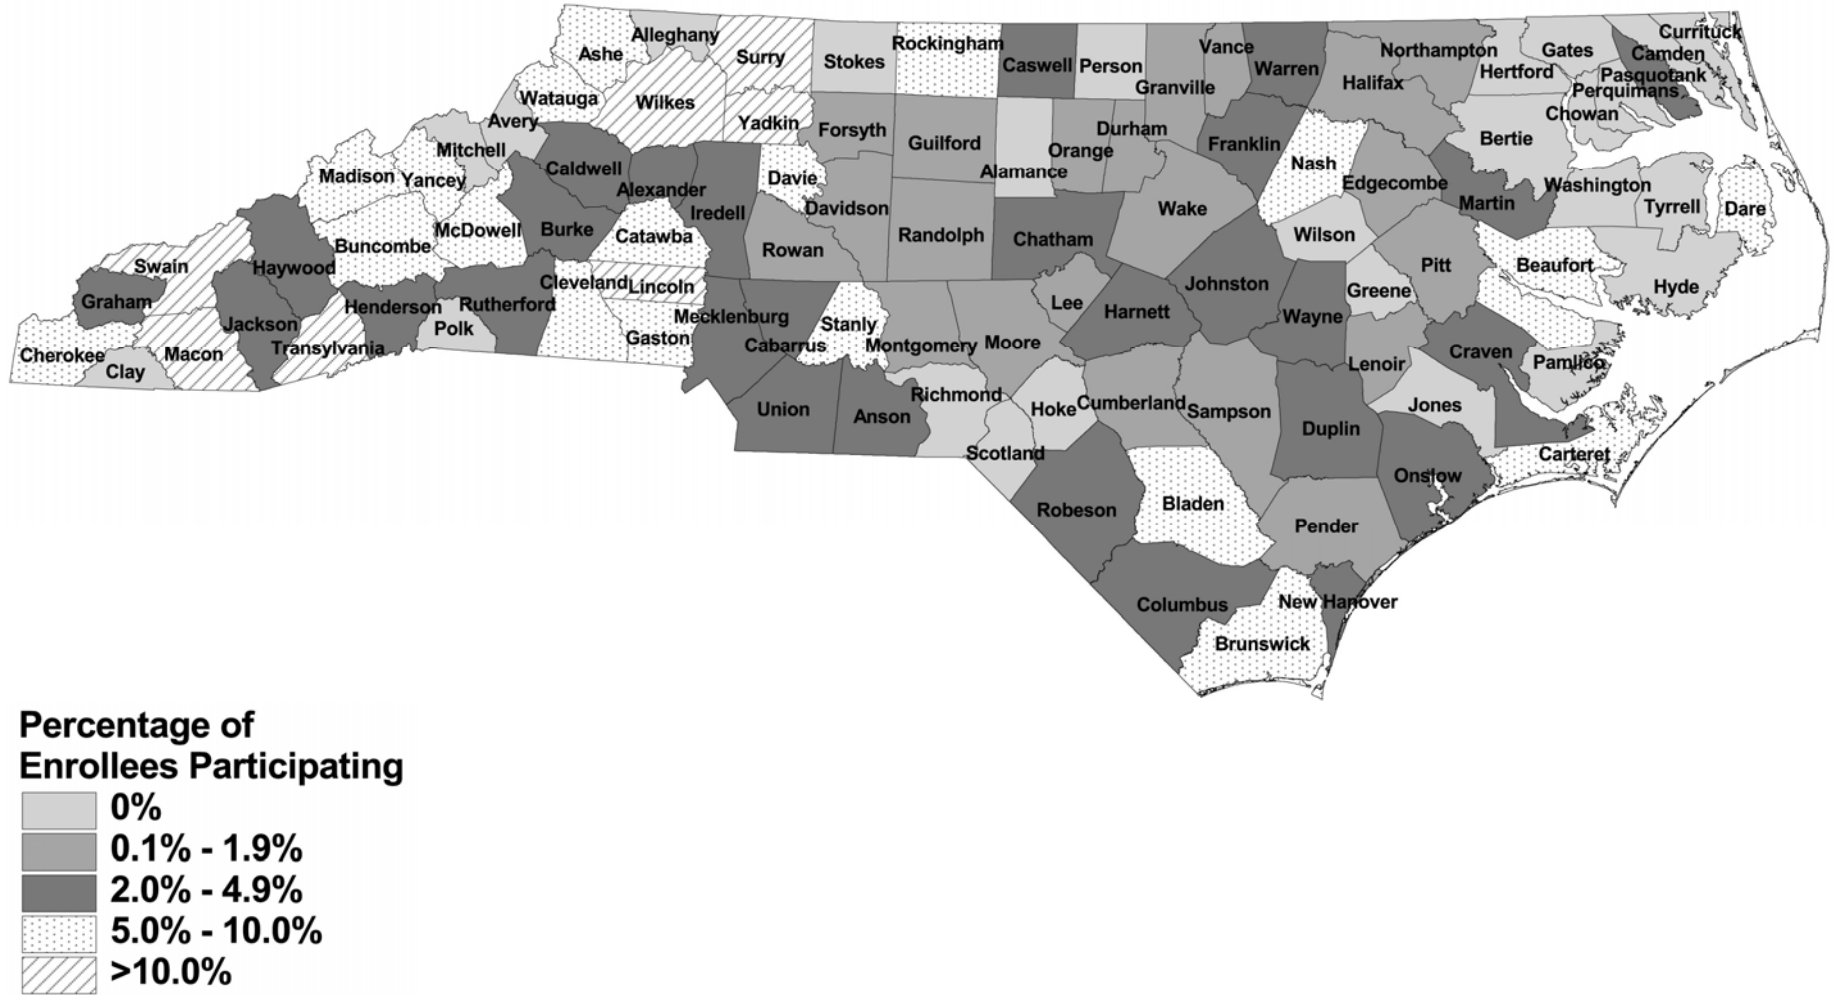 Alleghany
Ashe
Surry
Stokes
Rockingham
Caswell
Person
Granville
Vance
Warren
Northampton
Halifax
Hertford
Gates
Currituck
Camden
Pasquotank
Perquimans
Chowan
Watauga
Wilkes
Yadkin
Forsyth
Guilford
Alamance
Orange
Durham
Franklin
Nash
Edgecombe
Bertie
Avery
Mitchell
Madison
Yancey
Caldwell
Alexander
Iredell
Davie
Davidson
Randolph
Chatham
Wake
Wilson
Martin
Washington
Tyrrell
Dare
Buncombe
McDowell
Burke
Catawba
Rowan
Swain
Haywood
Cleveland
Lincoln
Johnston
Pitt
Beaufort
Hyde
Graham
Jackson
Henderson
Rutherford
Polk
Gaston
Mecklenburg
Cabarrus
Stanly
Montgomery
Moore
Lee
Harnett
Wayne
Greene
Lenoir
Craven
Pamlico
Cherokee
Clay
Macon
Transylvania
Union
Anson
Richmond
Hoke
Cumberland
Sampson
Duplin
Jones
Scotland
Onslow
Carteret
Robeson
Bladen
Pender
Columbus
New Hanover
Brunswick
Percentage of
Enrollees Participating
0%
0.1% - 1.9%
2.0% - 4.9%
5.0% - 10.0%
>10.0%